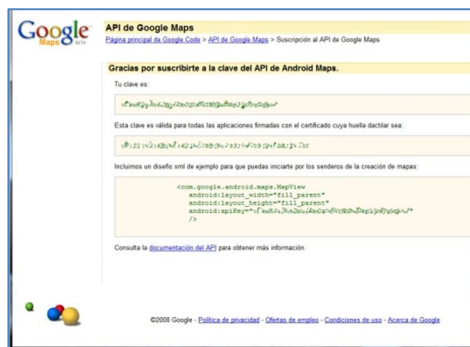 Google
Maps BETA
API de Google Maps
Página principal de Google Code > API de Google Maps > Suscripción al API de Google Maps
Gracias por suscribirte a la clave del API de Android Maps.
Tu clave es:
Esta clave es válida para todas las aplicaciones firmadas con el certificado cuya huella dactilar sea:
Incluimos un diseño xml de ejemplo para que puedas iniciarte por los senderos de la creación de mapas:
<com.google.android.maps.MapView
android:layout_width="fill_parent"
android:layout_height="fill_parent"
android:apiKey="
/>
Consulta la documentación del API para obtener más información.
©2008 Google - Política de privacidad - Ofertas de empleo - Condiciones de uso - Acerca de Google